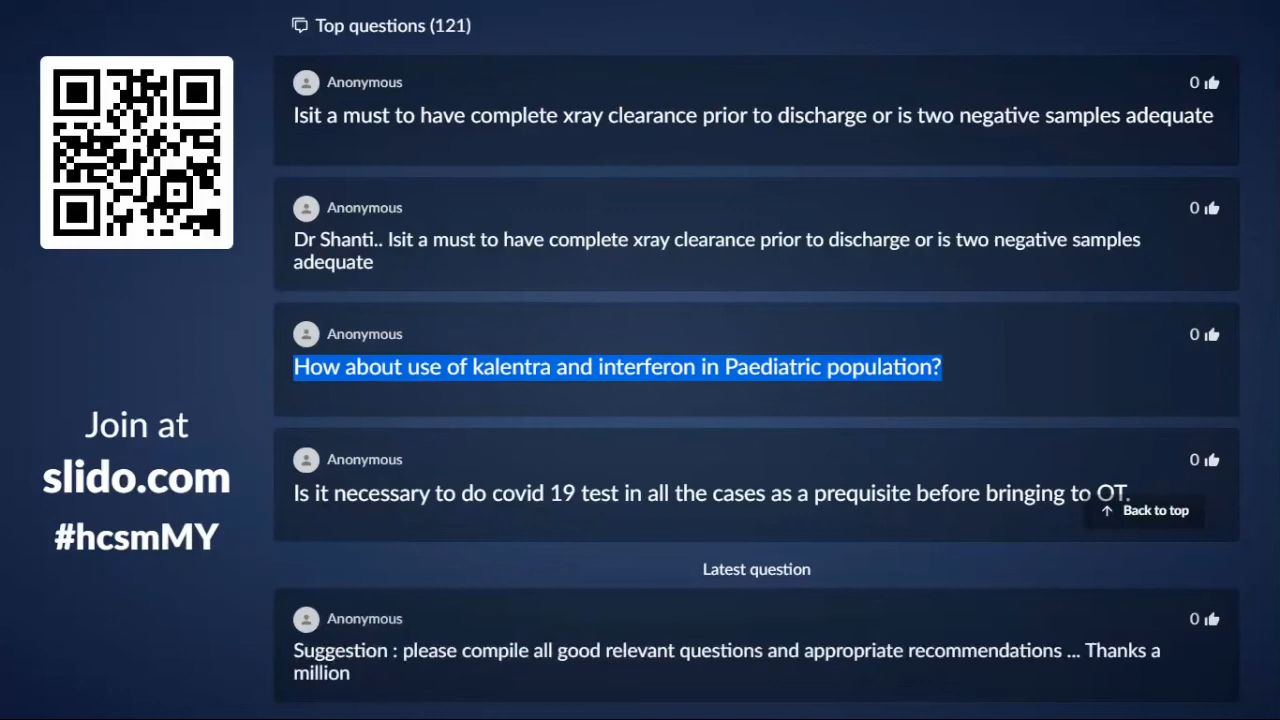 Top questions (121)
Anonymous
0
Isit a must to have complete xray clearance prior to discharge or is two negative samples adequate
Anonymous
0
Dr Shanti.. Isit a must to have complete xray clearance prior to discharge or is two negative samples
adequate
Anonymous
0
How about use of kalentra and interferon in Paediatric population?
Anonymous
0
Is it necessary to do covid 19 test in all the cases as a prequisite before bringing to OT.
Back to top
Latest question
Anonymous
0
Suggestion : please compile all good relevant questions and appropriate recommendations ... Thanks a
million
Join at
slido.com
#hcsmMY